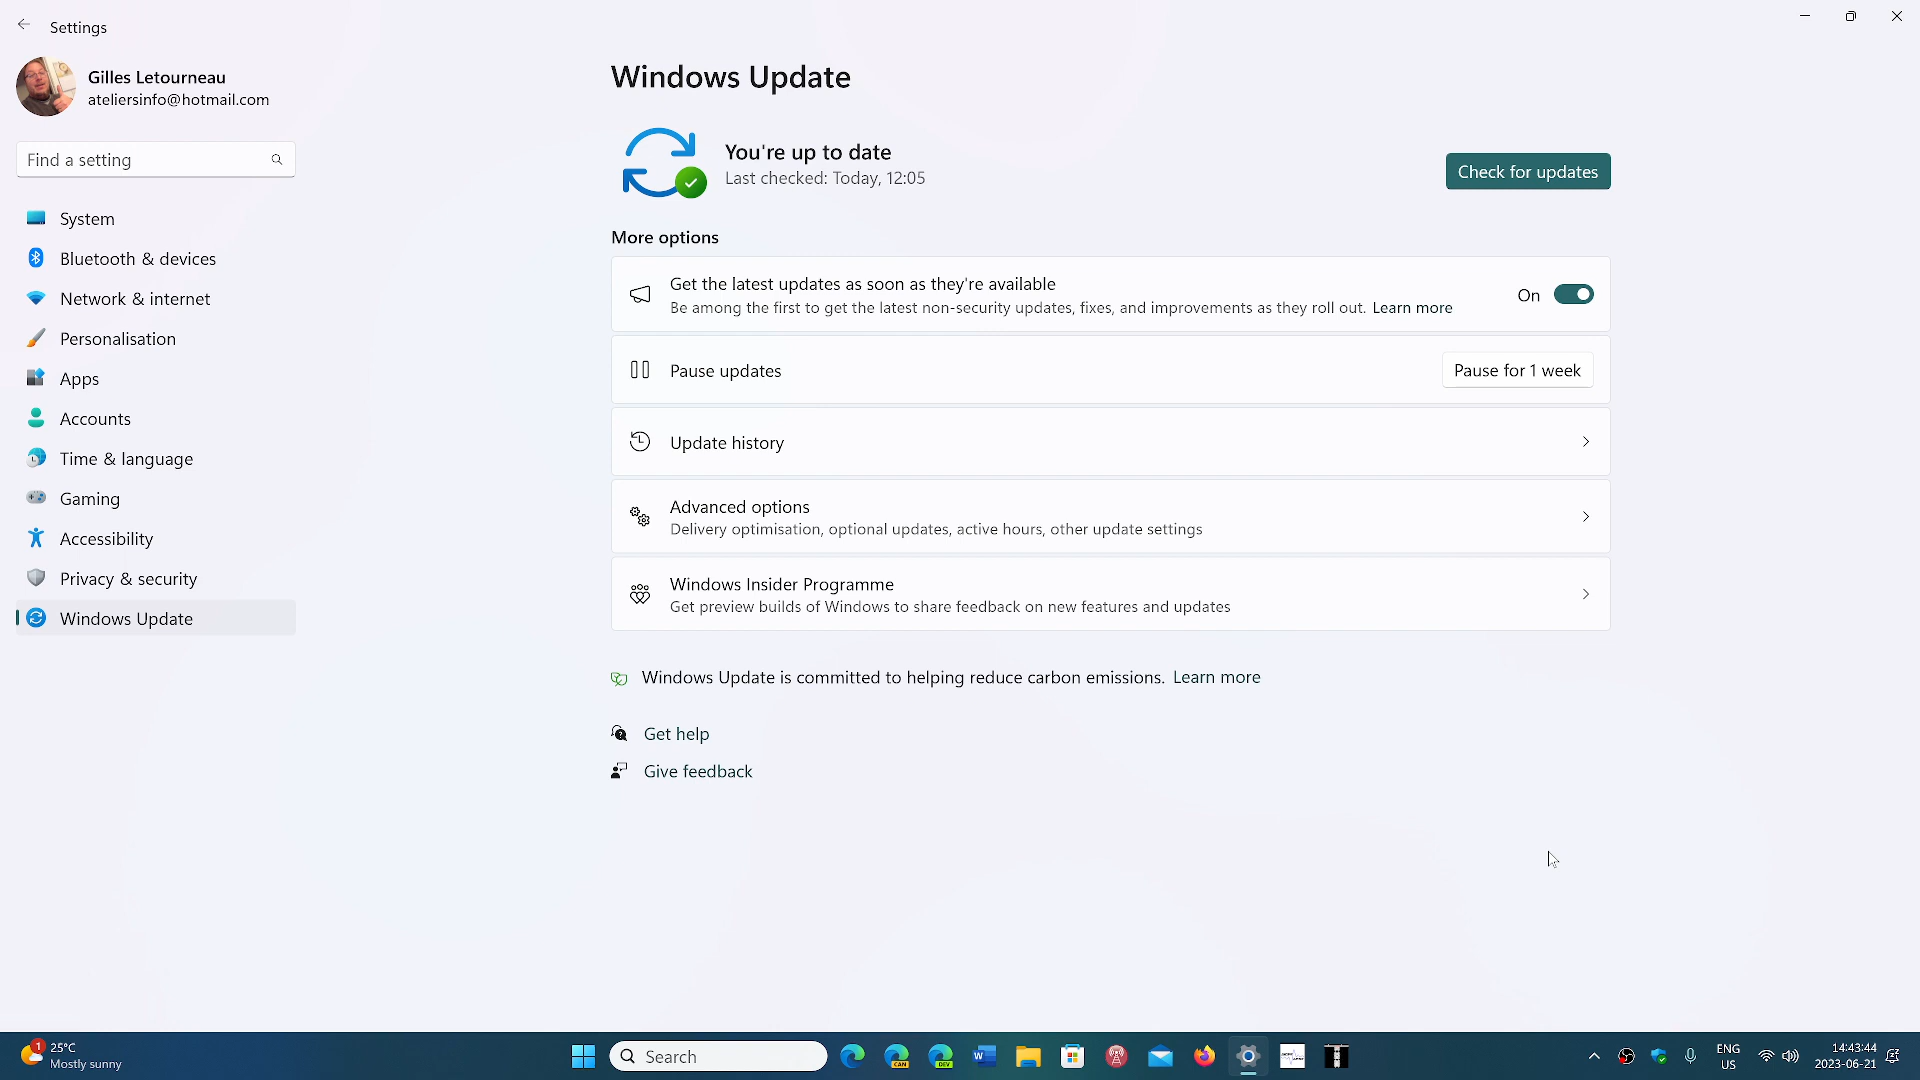 Settings
Gilles Letourneau
ateliersinfo@hotmail.com
Find a setting
System
Bluetooth & devices
Network & internet
Personalisation
Apps
Accounts
Time & language
Gaming
Accessibility
Privacy & security
Windows Update
Windows Update
You're up to date
Last checked: Today, 12:05
Check for updates
More options
Get the latest updates as soon as they're available
Be among the first to get the latest non-security updates, fixes, and improvements as they roll out. Learn more
On
Pause updates
Pause for 1 week
Update history
Advanced options
Delivery optimisation, optional updates, active hours, other update settings
Windows Insider Programme
Get preview builds of Windows to share feedback on new features and updates
Windows Update is committed to helping reduce carbon emissions. Learn more
Get help
Give feedback
1
25°C
Mostly sunny
Search
CAN
DEV
W
ENG
US
14:43:44
2023-06-21